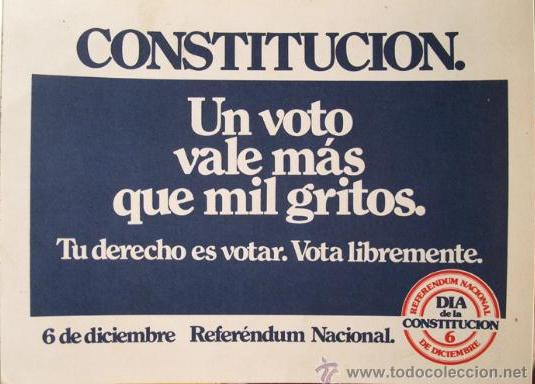 CONSTITUCION.
Un voto
vale más
que mil gritos.
Tu derecho es votar. Vota libremente.
6 de diciembre Referéndum Nacional.
REFERENDUM NACIONAL
DIA
de la
CONSTITUCION
6
DE DICIEMBRE
www.todocoleccion.net